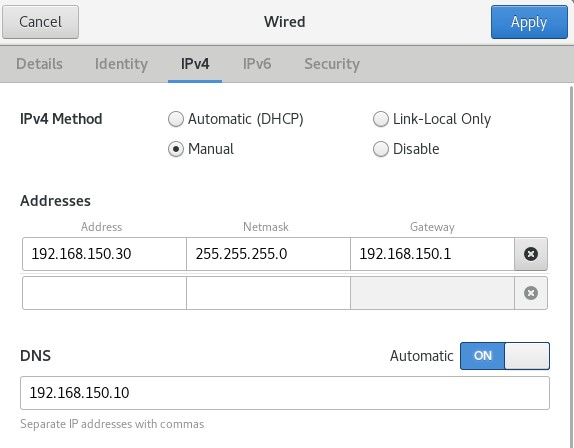 Cancel Wired Apply
Details Identity IPv4 IPv6 Security
IPv4 Method Automatic (DHCP) Link-Local Only
Manual Disable
Addresses
Address Netmask Gateway
192.168.150.30 255.255.255.0 192.168.150.1
DNS Automatic ON
192.168.150.10
Separate IP addresses with commas